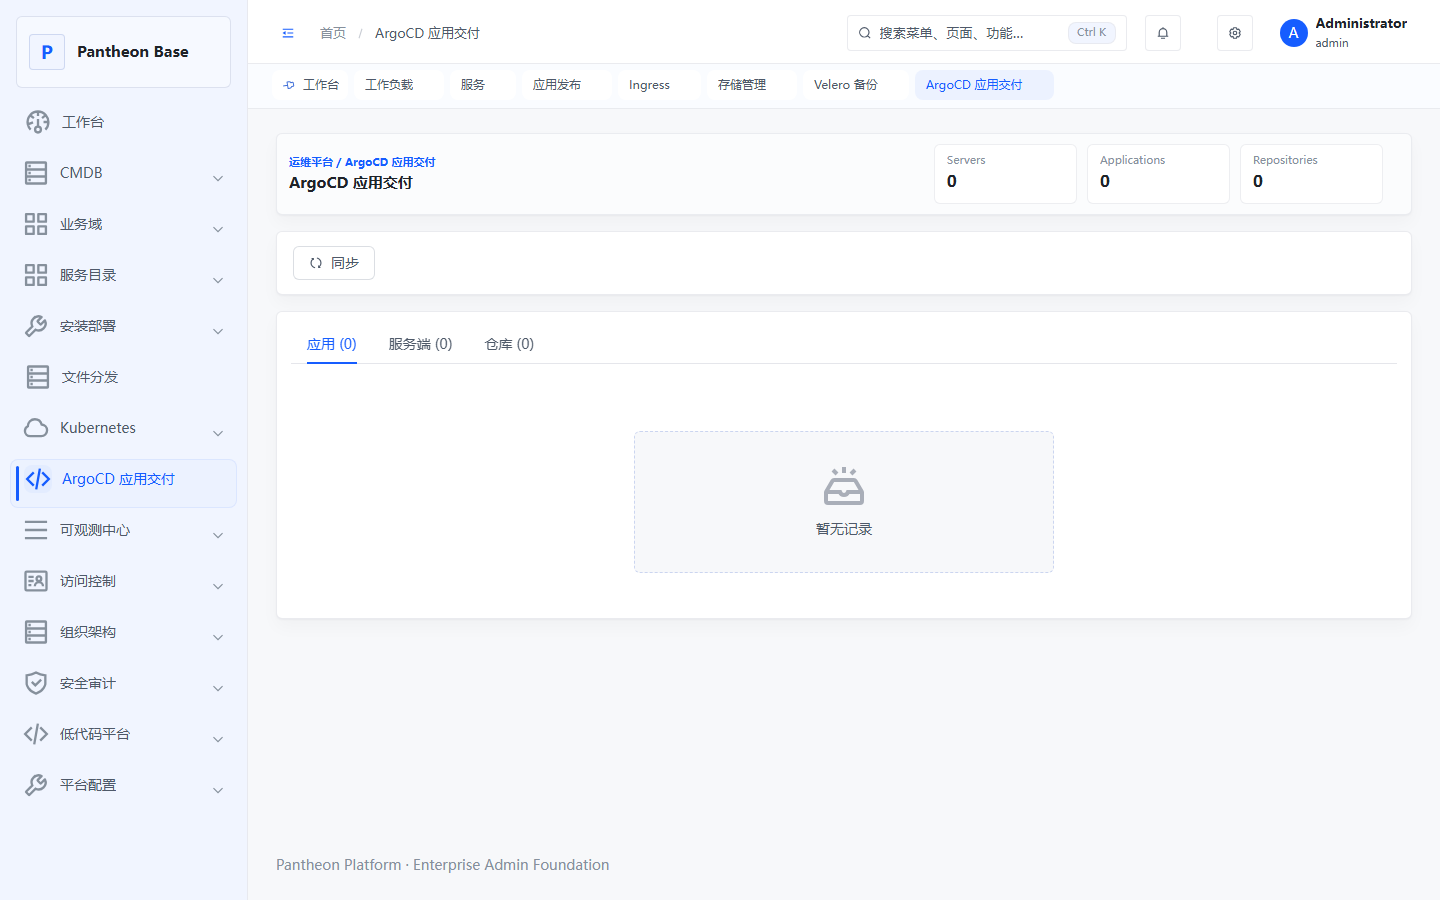 P
Pantheon Base
工作台
CMDB
业务域
服务目录
安装部署
文件分发
Kubernetes
ArgoCD 应用交付
可观测中心
访问控制
组织架构
安全审计
低代码平台
平台配置
首页 / ArgoCD 应用交付
搜索菜单、页面、功能...
Ctrl K
A
Administrator
admin
工作台
工作负载
服务
应用发布
Ingress
存储管理
Velero 备份
ArgoCD 应用交付
运维平台 / ArgoCD 应用交付
ArgoCD 应用交付
Servers
0
Applications
0
Repositories
0
同步
应用 (0)
服务端 (0)
仓库 (0)
暂无记录
Pantheon Platform · Enterprise Admin Foundation